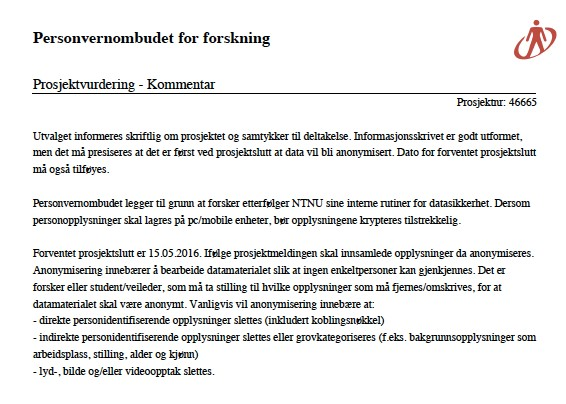 Personvernombudet for forskning
Prosjektvurdering - Kommentar
Prosjektnr: 46665
Utvalget informeres skriftlig om prosjektet og samtykker til deltakelse. Informasjonsskrivet er godt utformet,
men det må presiseres at det er først ved prosjektslutt at data vil bli anonymisert. Dato for forventet prosjektslutt
må også tilføyes.
Personvernombudet legger til grunn at forsker etterfølger NTNU sine interne rutiner for datasikkerhet. Dersom
personopplysninger skal lagres på pc/mobile enheter, bør opplysningene krypteres tilstrekkelig.
Forventet prosjektslutt er 15.05.2016. Ifølge prosjektmeldingen skal innsamlede opplysninger da anonymiseres.
Anonymisering innebærer å bearbeide datamaterialet slik at ingen enkeltpersoner kan gjenkjennes. Det er
forsker eller student/veileder, som må ta stilling til hvilke opplysninger som må fjernes/omskrives, for at
datamaterialet skal være anonymt. Vanligvis vil anonymisering innebære at:
- direkte personidentifiserende opplysninger slettes (inkludert koblingsnøkkel)
- indirekte personidentifiserende opplysninger slettes eller grovkategoriseres (f.eks. bakgrunnsopplysninger som
arbeidsplass, stilling, alder og kjønn)
- lyd-, bilde og/eller videoopptak slettes.